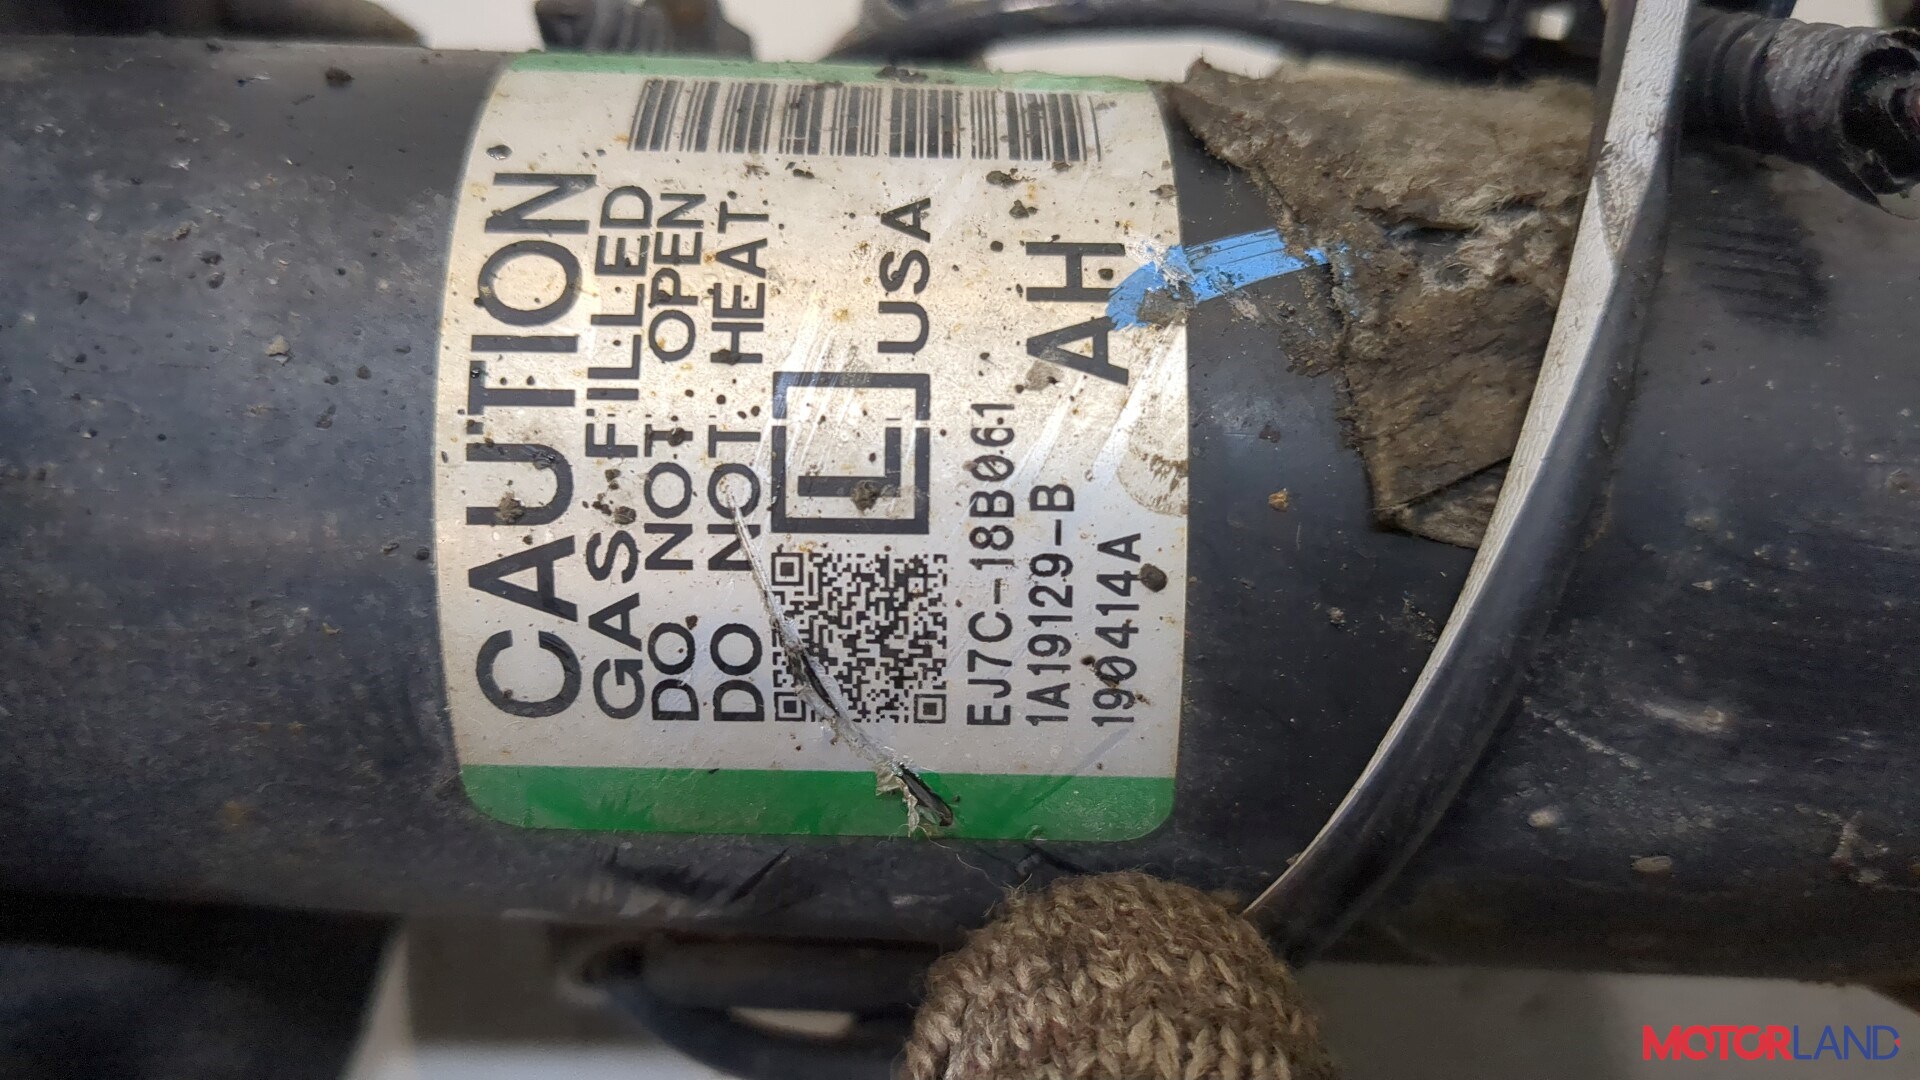 CAUTION
GAS FILLED
DO NOT OPEN
DO NOT HEAT
L USA
EJ7C-18B061
1A19129-B AH
190414A
MOTORLAND